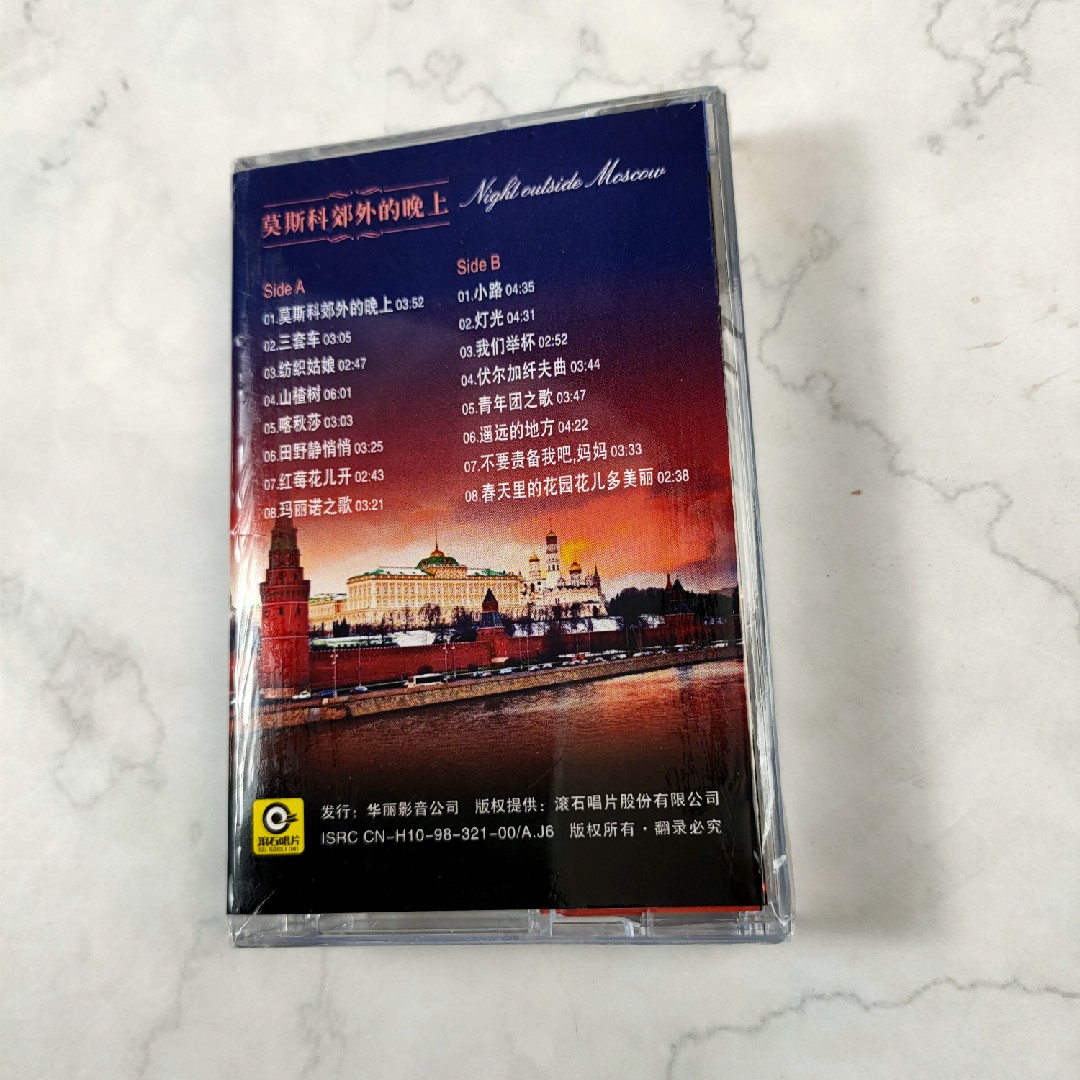 莫斯科郊外的晚上
Night outside Moscow
Side A
01.莫斯科郊外的晚上 03:52
02.三套车 03:05
03.纺织姑娘 02:47
04.山楂树 06:01
05.喀秋莎 03:03
06.田野静悄悄 03:25
07.红莓花儿开 02:43
08.玛丽诺之歌 03:21
Side B
01.小路 04:35
02.灯光 04:31
03.我们举杯 02:52
04.伏尔加纤夫曲 03:44
05.青年团之歌 03:47
06.遥远的地方 04:22
07.不要责备我吧,妈妈 03:33
08.春天里的花园花儿多美丽 02:38
滚石唱片
发行：华丽影音公司 版权提供：滚石唱片股份有限公司
ISRC CN-H10-98-321-00/A.J6 版权所有·翻录必究